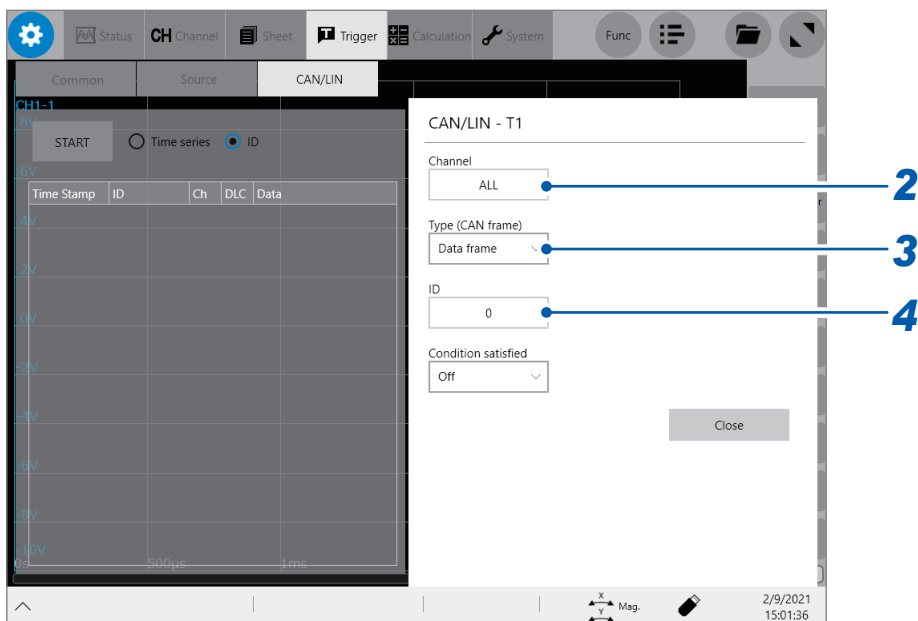 Status CH Channel Sheet Trigger Calculation System Func
Common Source CAN/LIN
CH1-1
8V
START Time series ID
6V
Time Stamp ID Ch DLC Data
4V
2V
0V
-2V
-4V
-6V
-8V
-10V
0s 500µs 1ms
CAN/LIN - T1
Channel
ALL
2
Type (CAN frame)
Data frame
3
ID
0
4
Condition satisfied
Off
Close
r
X
Y
Mag.
2/9/2021
15:01:36